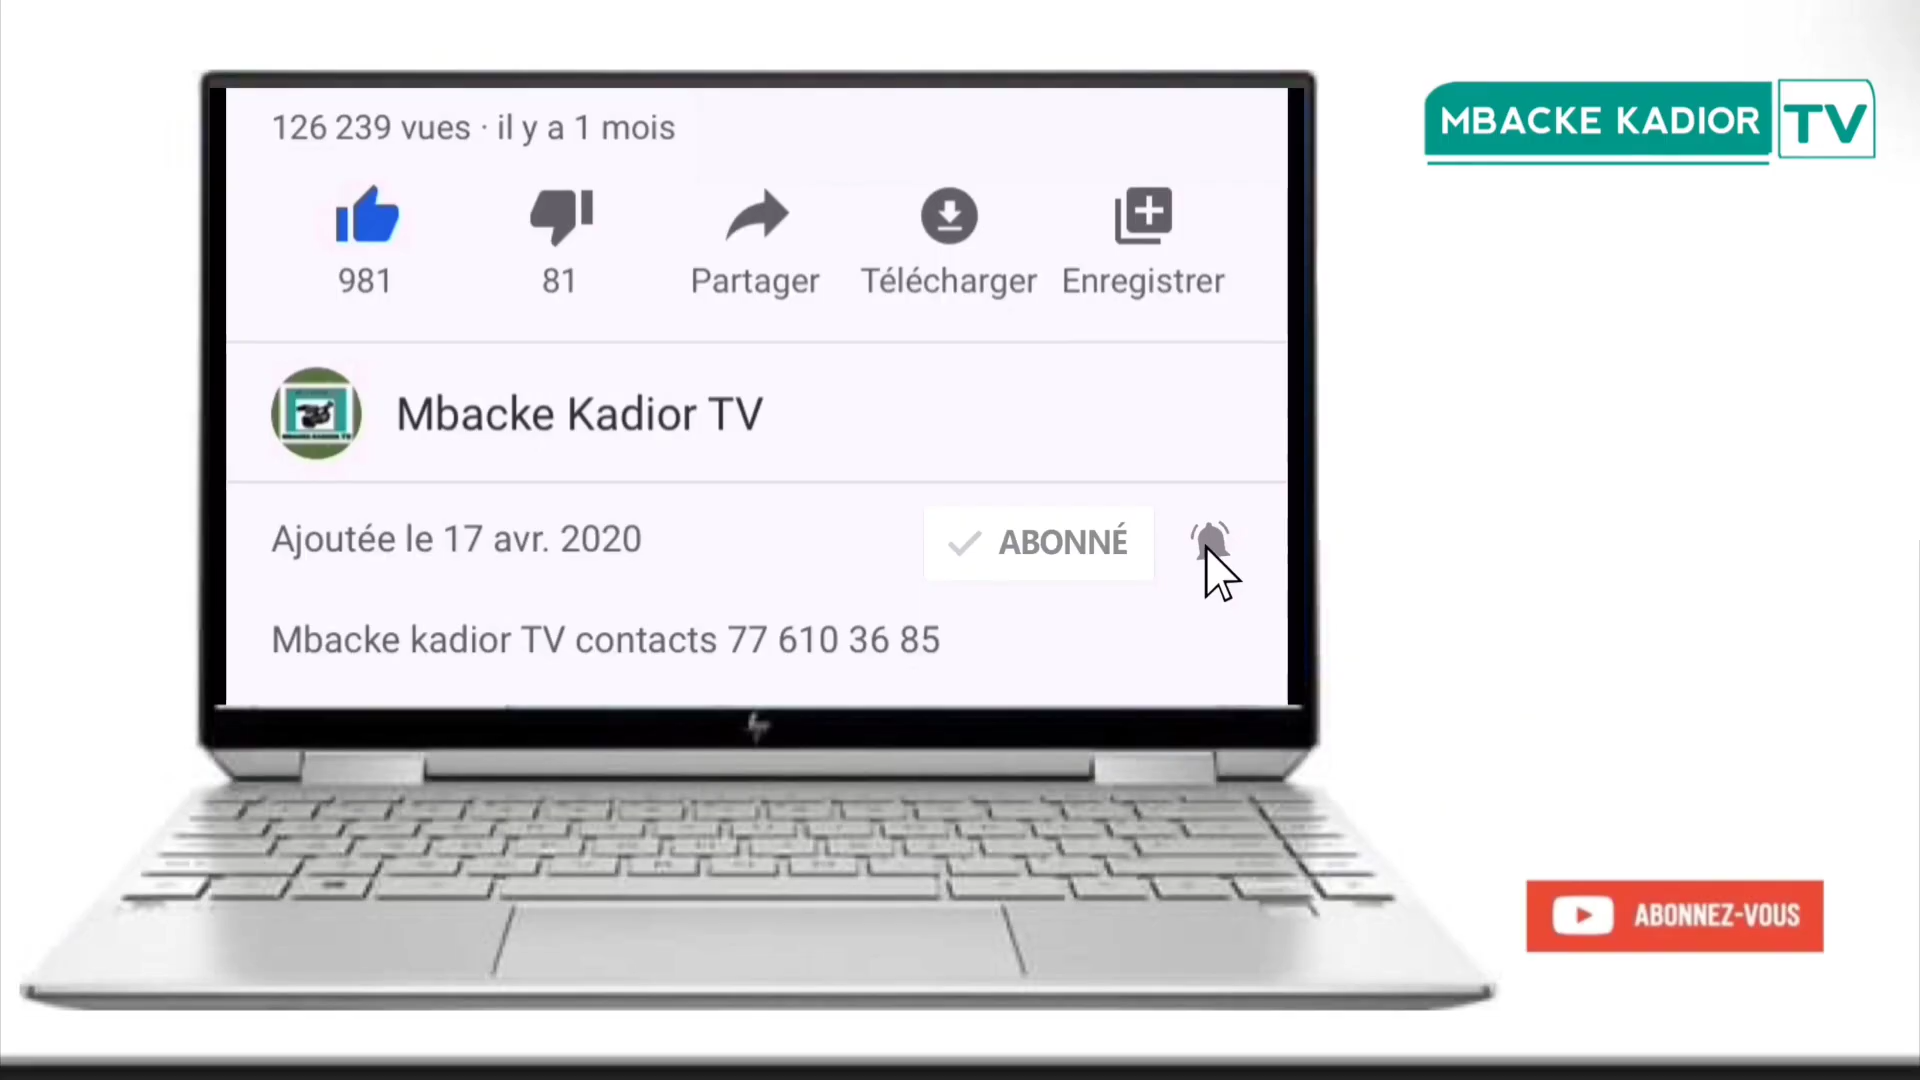 126 239 vues · il y a 1 mois
981
81
Partager
Télécharger
Enregistrer
Mbacke Kadior TV
Ajoutée le 17 avr. 2020
ABONNÉ
Mbacke kadior TV contacts 77 610 36 85
MBACKE KADIOR TV
ABONNEZ-VOUS